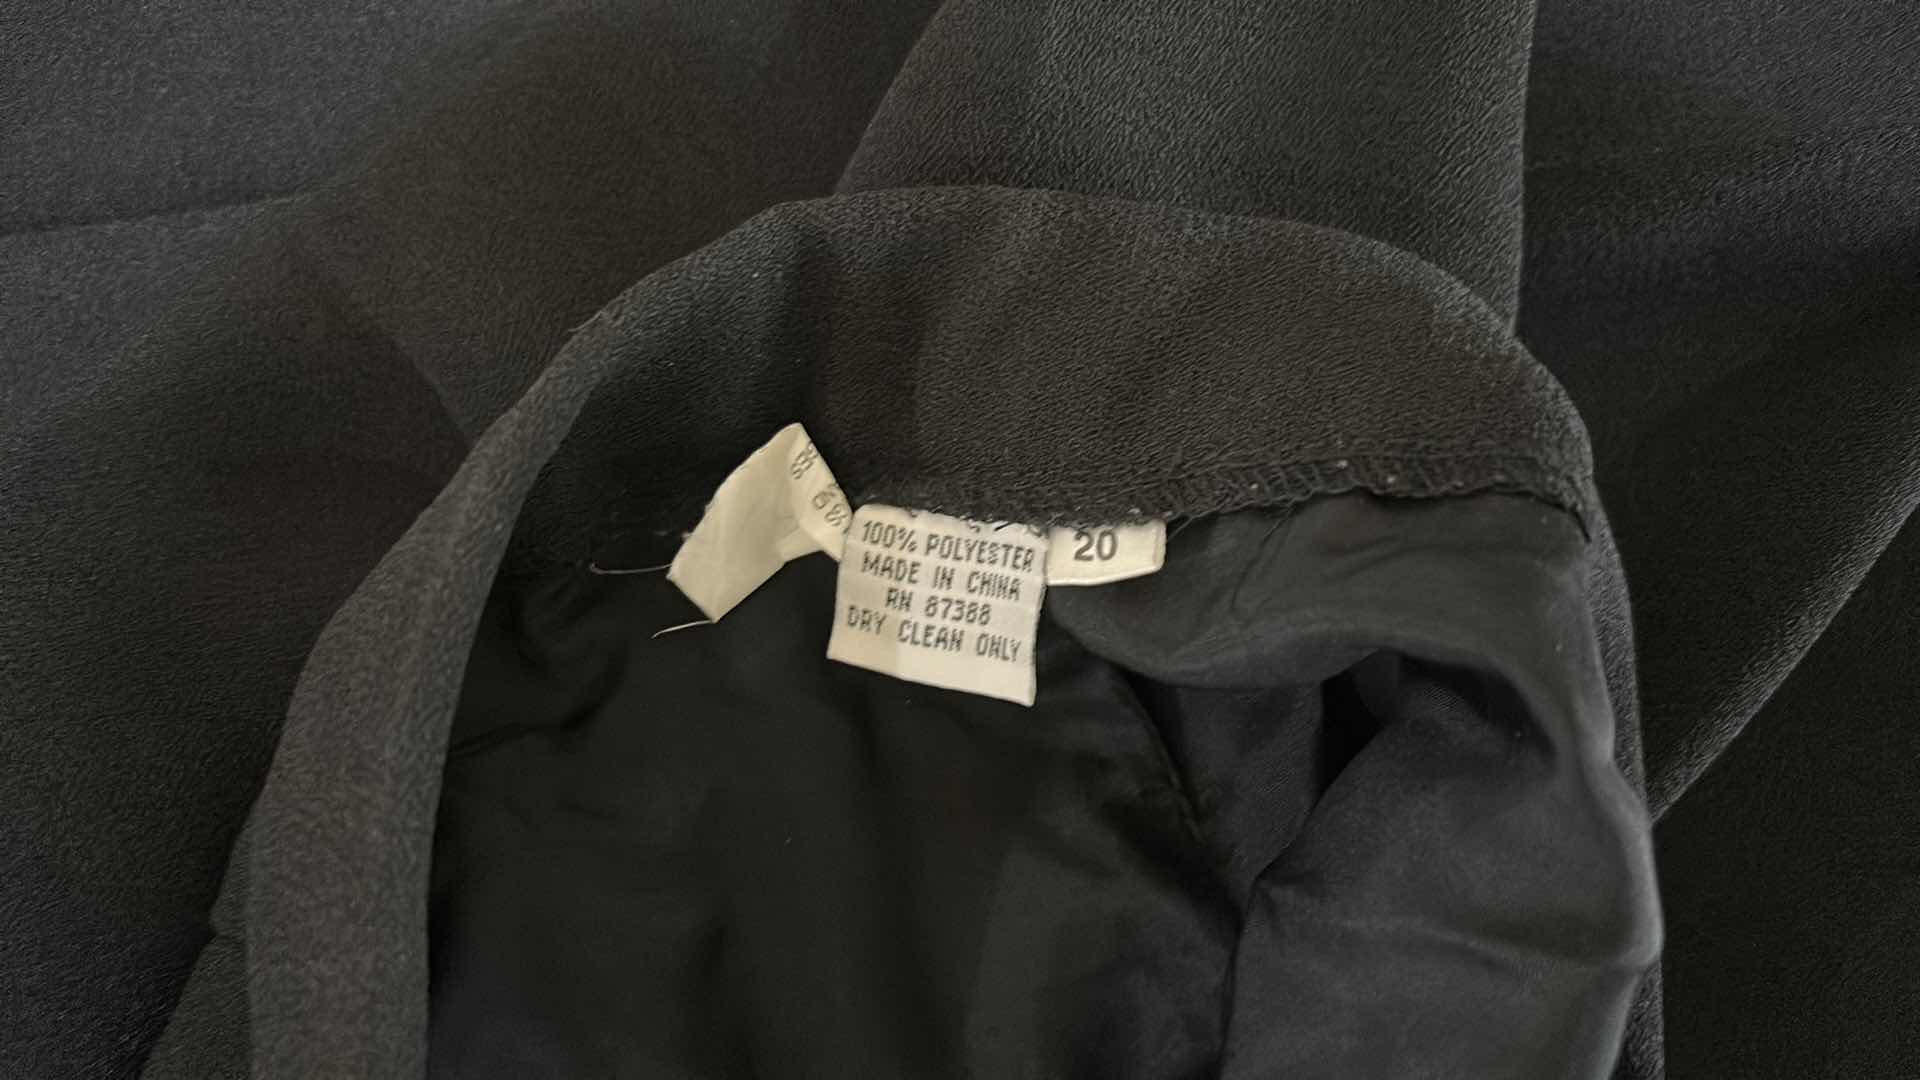 100% POLYESTER
MADE IN CHINA
RN 87388
DRY CLEAN ONLY
20